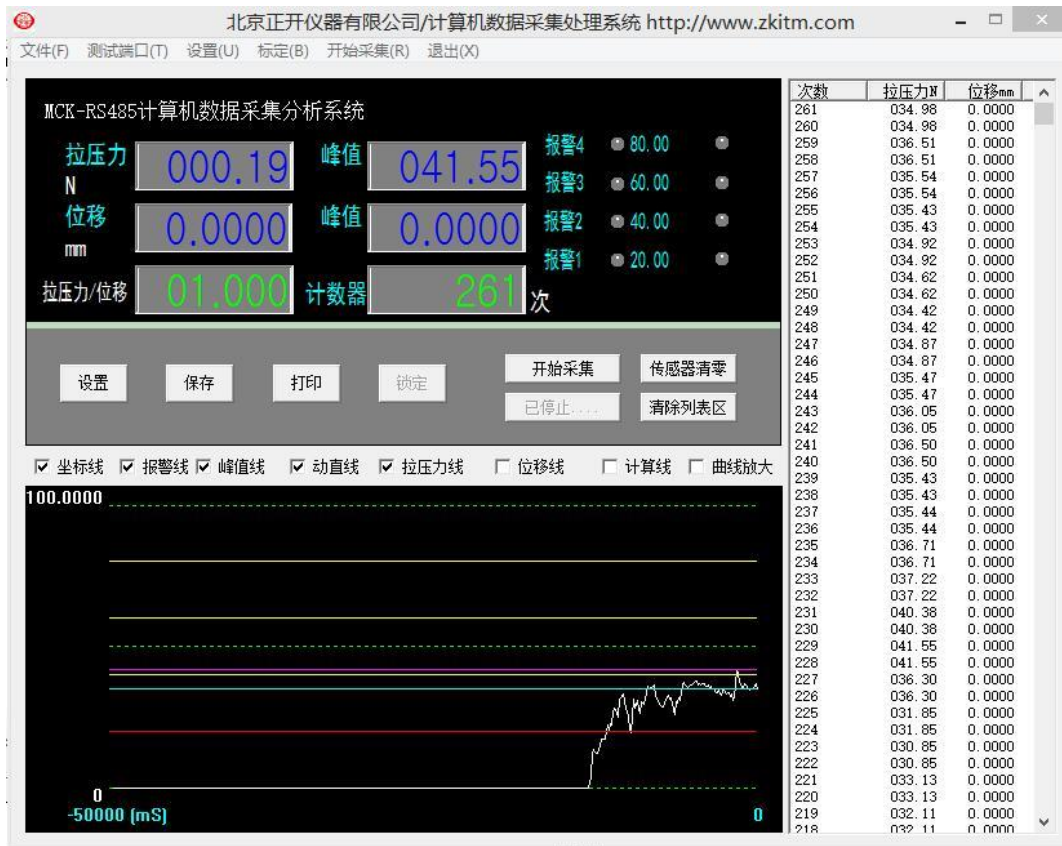 北京正开仪器有限公司/计算机数据采集处理系统 http://www.zkitm.com
文件(F) 测试端口(T) 设置(U) 标定(B) 开始采集(R) 退出(X)
MCK-RS485计算机数据采集分析系统
拉压力 N 000.19 峰值 041.55
位移 mm 0.0000 峰值 0.0000
拉压力/位移 01.000 计数器 261 次
报警4 80.00
报警3 60.00
报警2 40.00
报警1 20.00
设置 保存 打印 锁定
开始采集 传感器清零
已停止.... 清除列表区
坐标线 报警线 峰值线 动直线 拉压力线 位移线 计算线 曲线放大
100.0000
0
-50000 (mS) 0
次数 拉压力N 位移mm
261 034.98 0.0000
260 034.98 0.0000
259 036.51 0.0000
258 036.51 0.0000
257 035.54 0.0000
256 035.54 0.0000
255 035.43 0.0000
254 035.43 0.0000
253 034.92 0.0000
252 034.92 0.0000
251 034.62 0.0000
250 034.62 0.0000
249 034.42 0.0000
248 034.42 0.0000
247 034.87 0.0000
246 034.87 0.0000
245 035.47 0.0000
244 035.47 0.0000
243 036.05 0.0000
242 036.05 0.0000
241 036.50 0.0000
240 036.50 0.0000
239 035.43 0.0000
238 035.43 0.0000
237 035.44 0.0000
236 035.44 0.0000
235 036.71 0.0000
234 036.71 0.0000
233 037.22 0.0000
232 037.22 0.0000
231 040.38 0.0000
230 040.38 0.0000
229 041.55 0.0000
228 041.55 0.0000
227 036.30 0.0000
226 036.30 0.0000
225 031.85 0.0000
224 031.85 0.0000
223 030.85 0.0000
222 030.85 0.0000
221 033.13 0.0000
220 033.13 0.0000
219 032.11 0.0000
218 032.11 0.0000